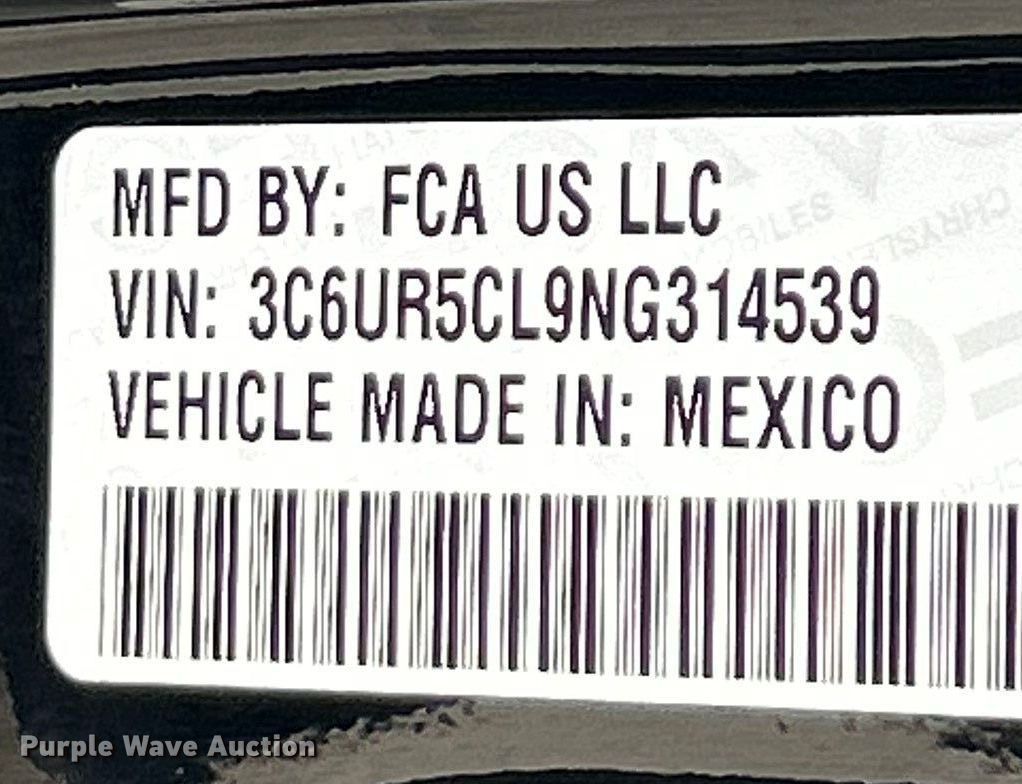 MFD BY: FCA US LLC
VIN: 3C6UR5CL9NG314539
VEHICLE MADE IN: MEXICO
Purple Wave Auction